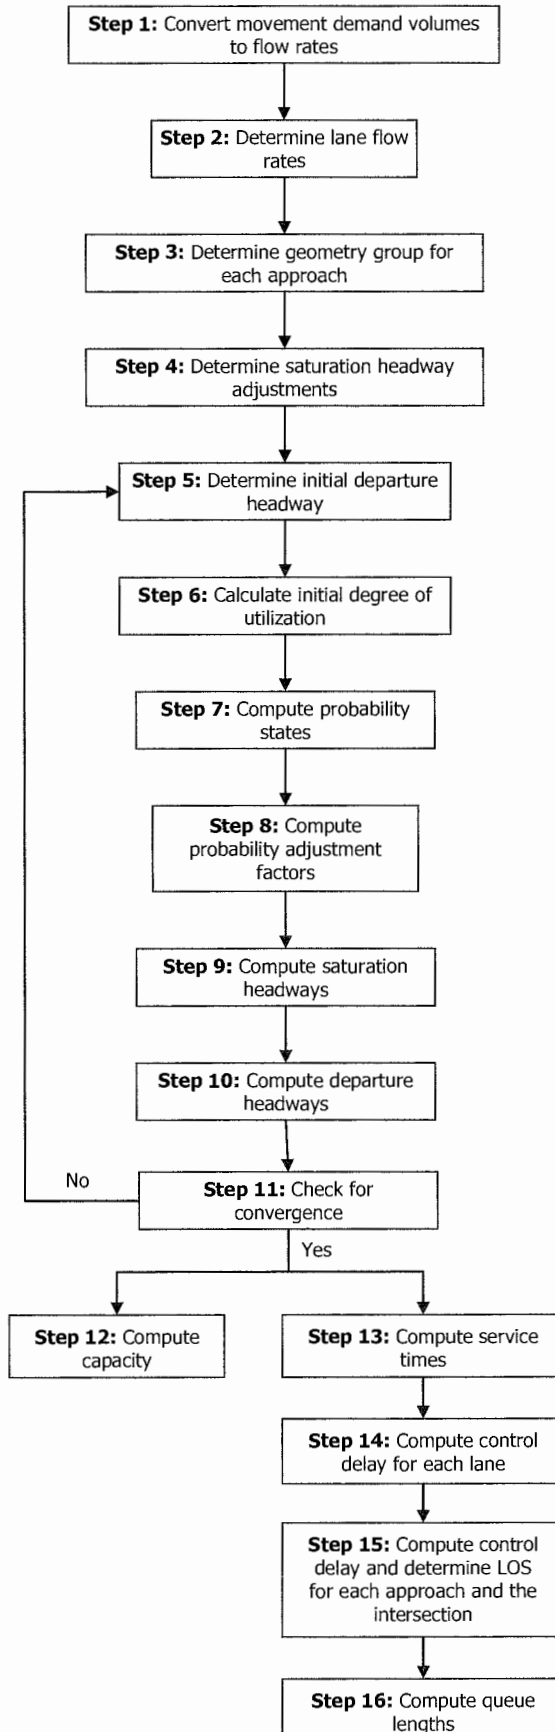 Step 1: Convert movement demand volumes
to flow rates
Step 2: Determine lane flow
rates
Step 3: Determine geometry group for
each approach
Step 4: Determine saturation headway
adjustments
Step 5: Determine initial departure
headway
Step 6: Calculate initial degree of
utilization
Step 7: Compute probability
states
Step 8: Compute
probability adjustment
factors
Step 9: Compute saturation
headways
Step 10: Compute departure
headways
No
Step 11: Check for
convergence
Yes
Step 12: Compute
capacity
Step 13: Compute service
times
Step 14: Compute control
delay for each lane
Step 15: Compute control
delay and determine LOS
for each approach and the
intersection
Step 16: Compute queue
lengths